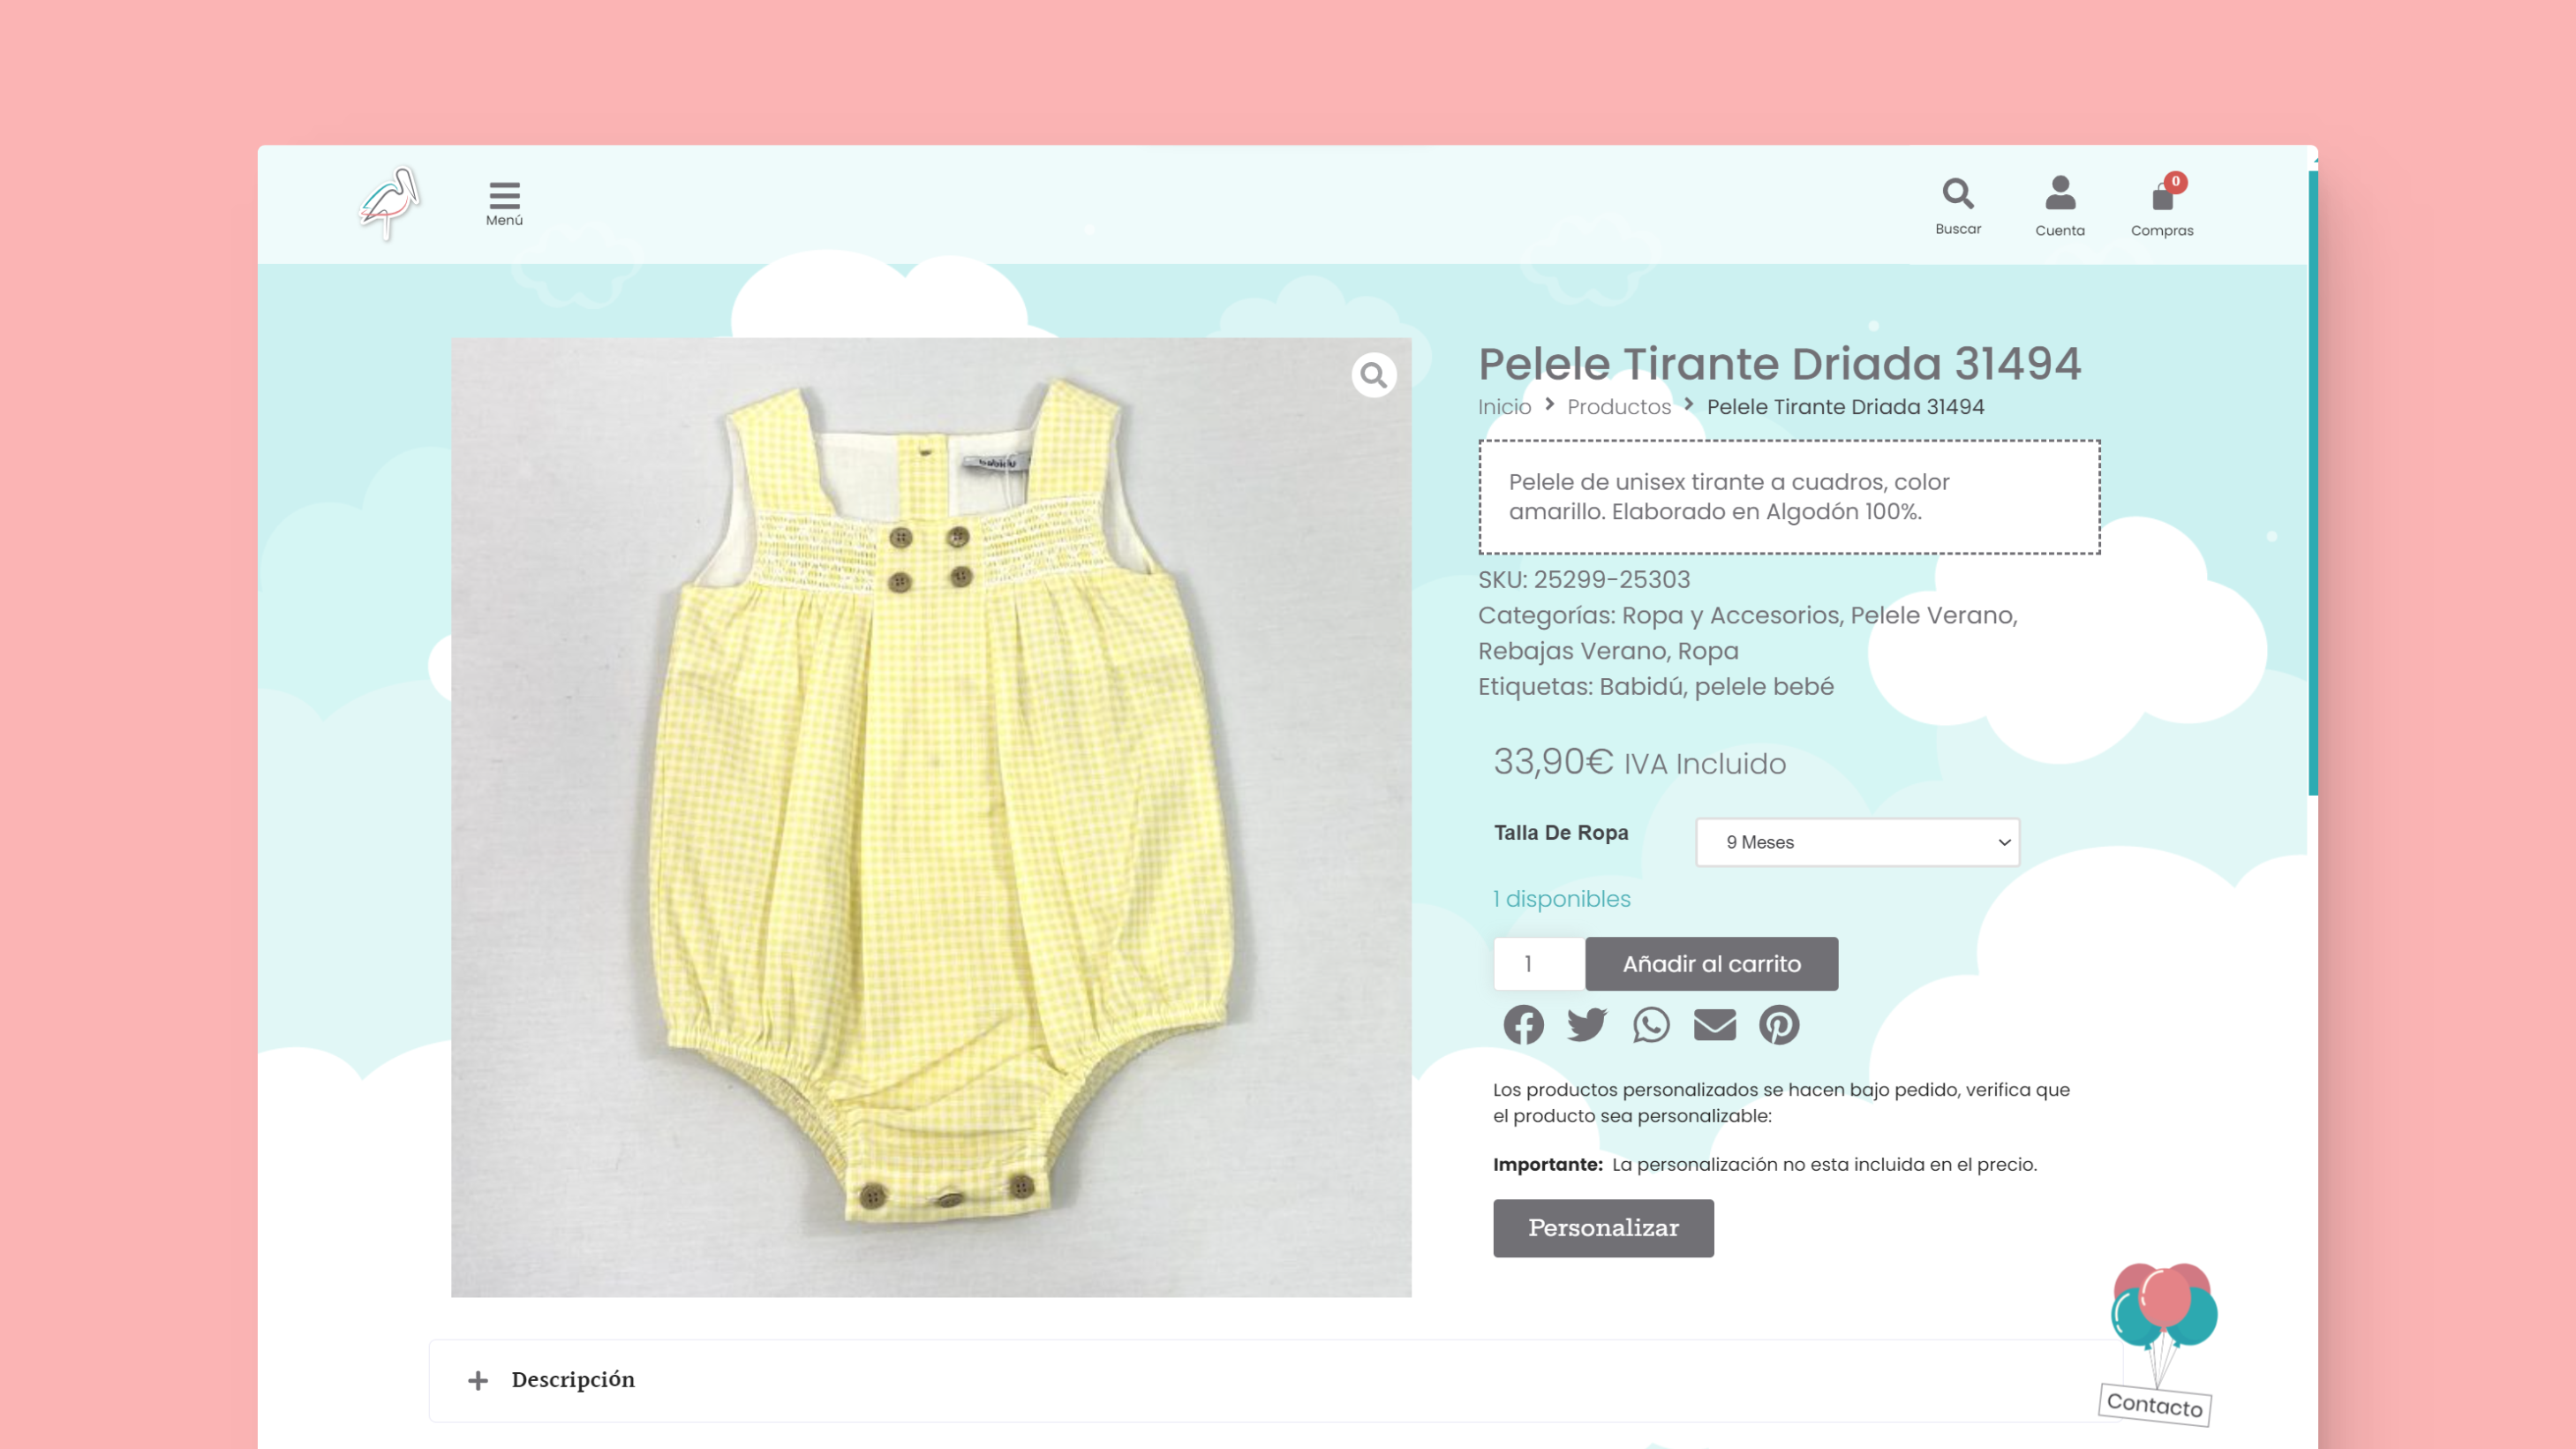 Menú
Buscar
Cuenta
0
Compras
Pelele Tirante Driada 31494
Inicio Productos Pelele Tirante Driada 31494
babidu
Pelele de unisex tirante a cuadros, color
amarillo. Elaborado en Algodón 100%.
SKU: 25299-25303
Categorías: Ropa y Accesorios, Pelele Verano,
Rebajas Verano, Ropa
Etiquetas: Babidú, pelele bebé
33,90€ IVA Incluido
Talla De Ropa
9 Meses
1 disponibles
1
Añadir al carrito
Los productos personalizados se hacen bajo pedido, verifica que
el producto sea personalizable:
Importante: La personalización no esta incluida en el precio.
Personalizar
Contacto
Descripción